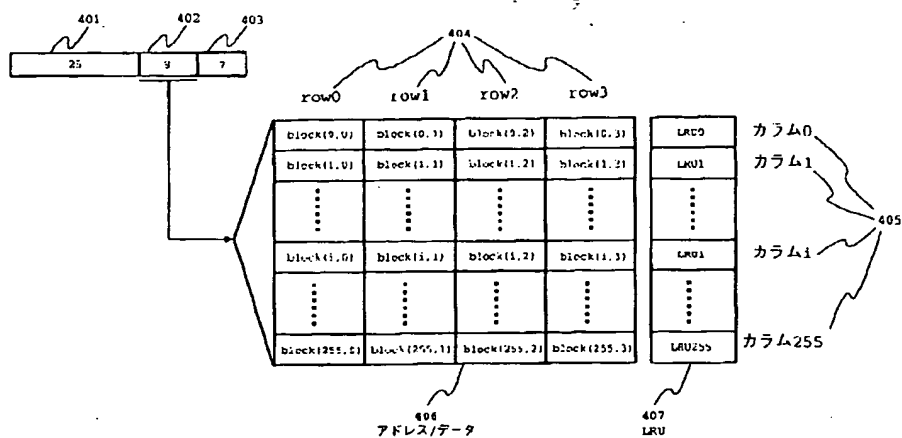 401 402 403
25 8 7
404
row0 row1 row2 row3
block(0,0) block(0,1) block(0,2) block(0,3) LRU0 カラム0
block(1,0) block(1,1) block(1,2) block(1,3) LRU1 カラム1
405
block(i,0) block(i,1) block(i,2) block(i,3) LRUi カラムi
block(255,0) block(255,1) block(255,2) block(255,3) LRU255 カラム255
406 407
アドレス/データ LRU